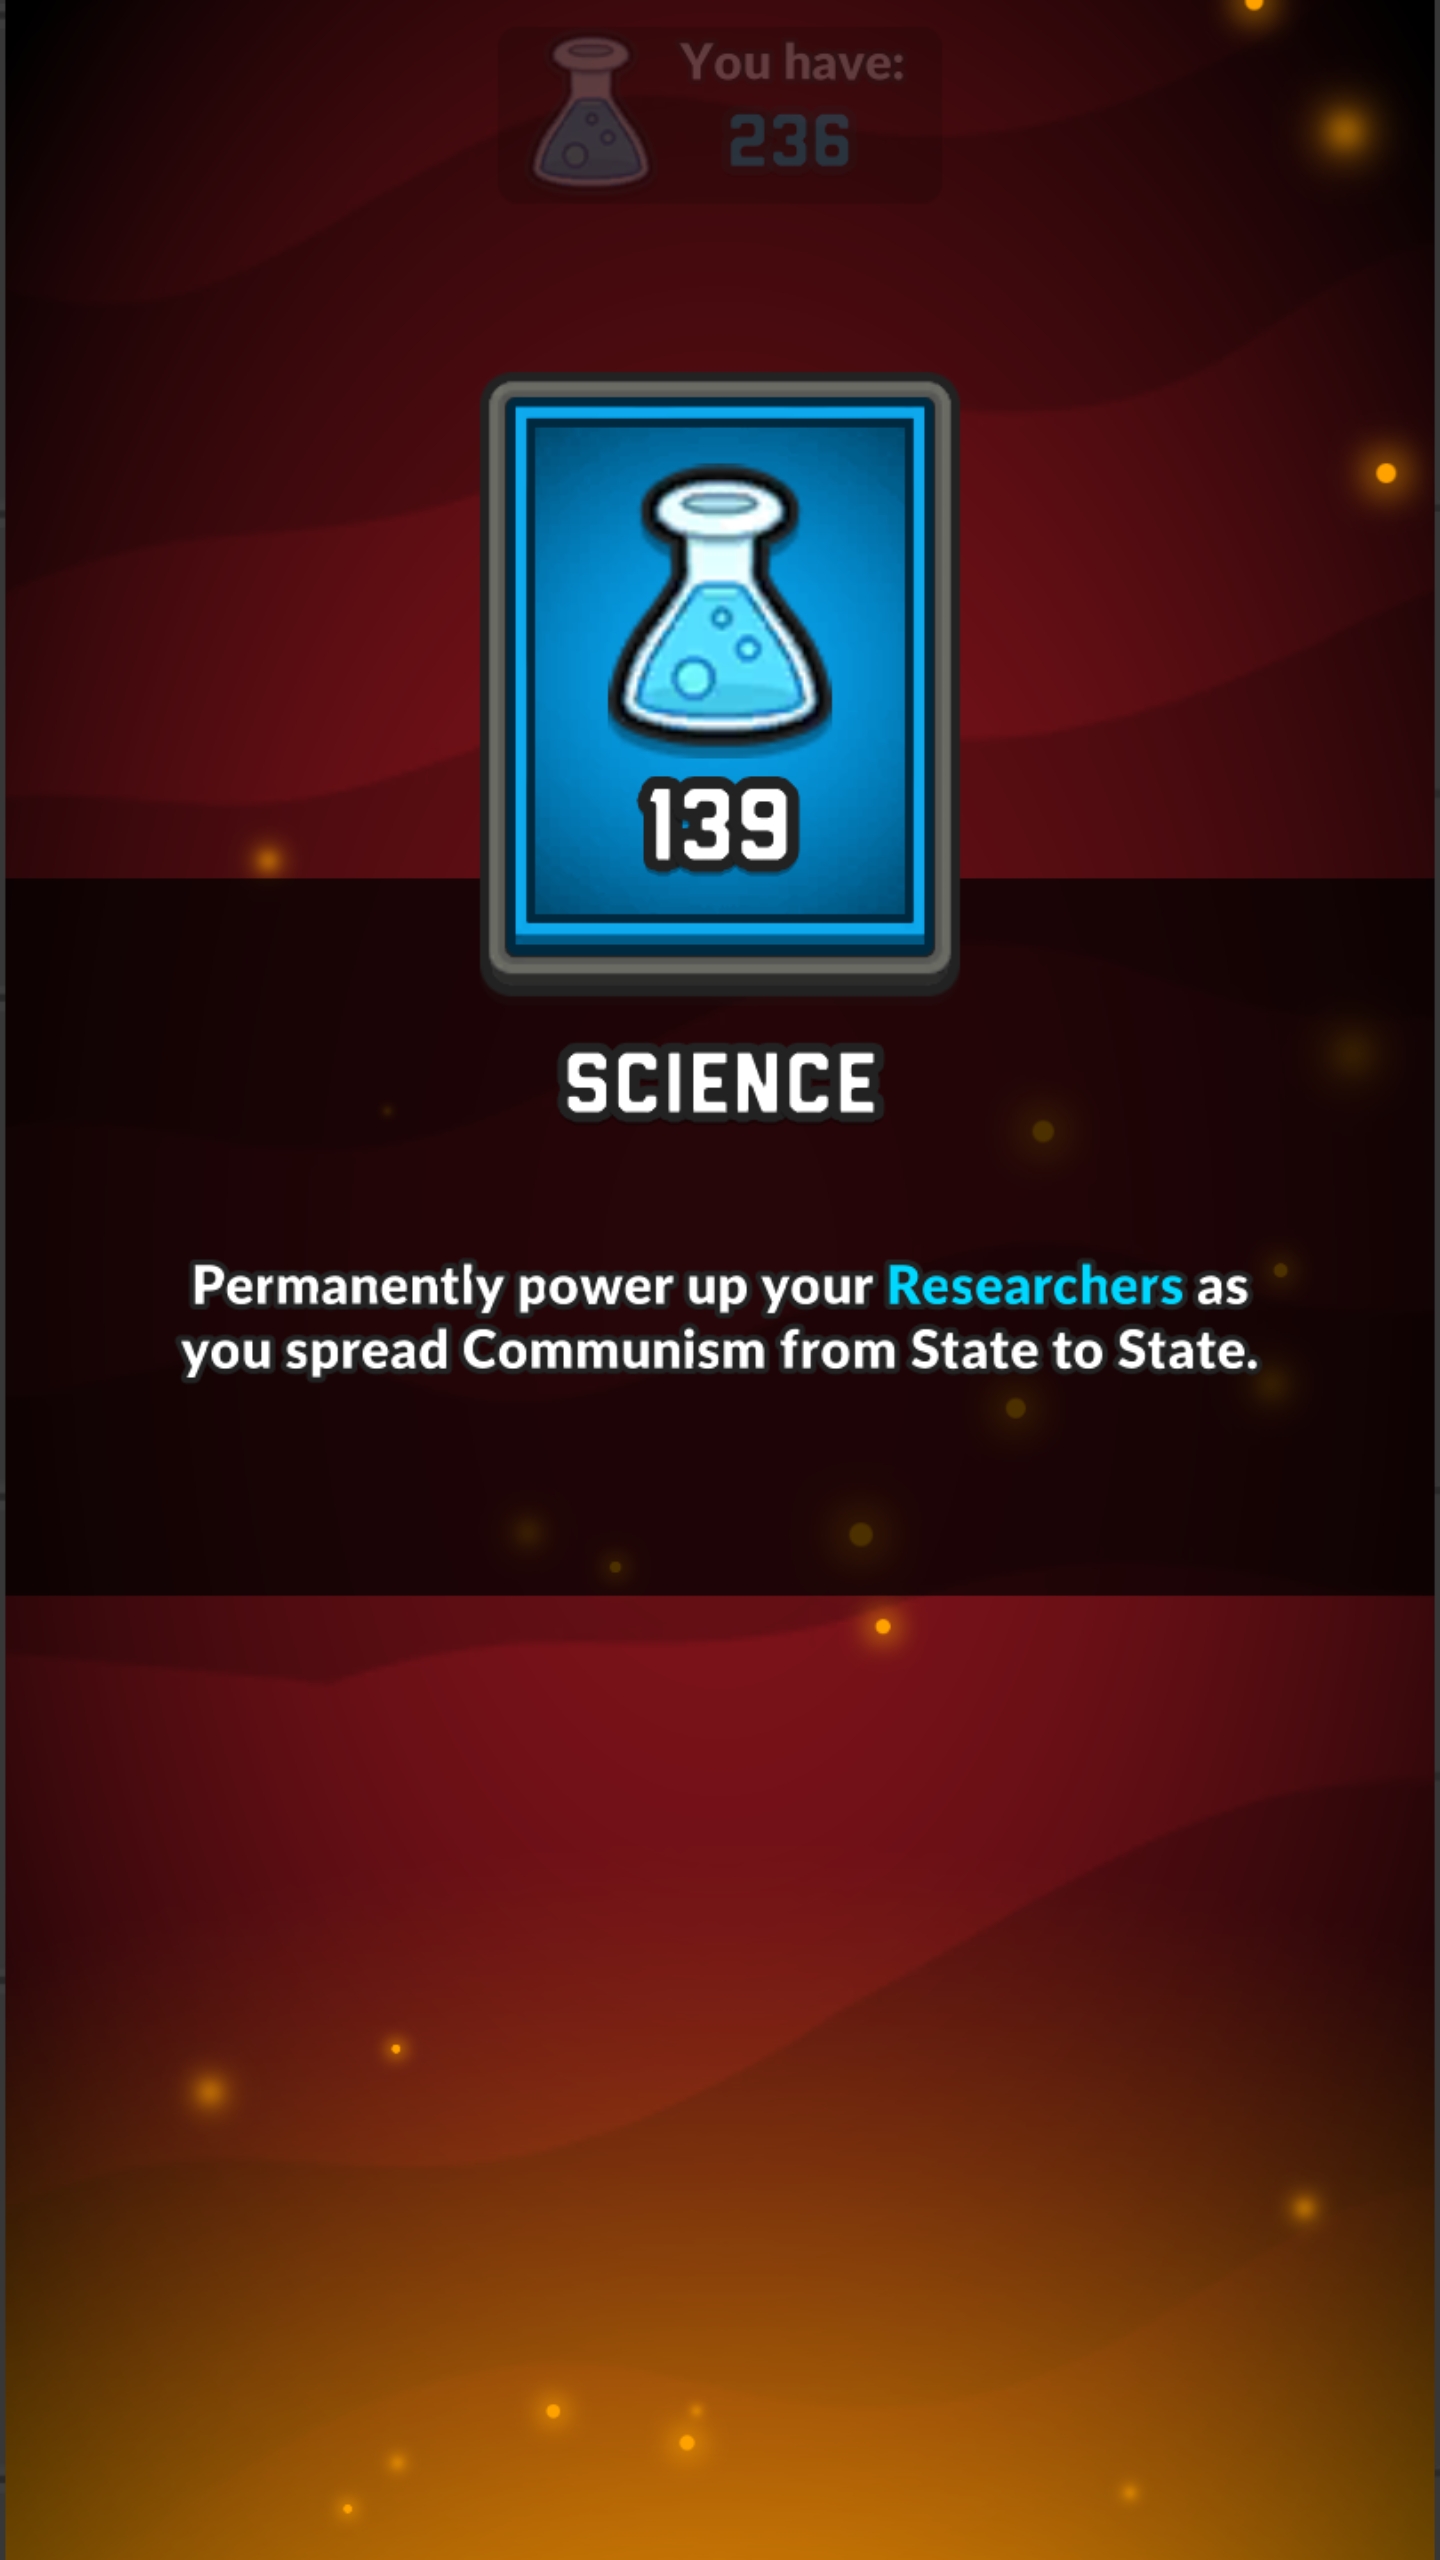 You have:
236
139
SCIENCE
Permanently power up your Researchers as
you spread Communism from State to State.